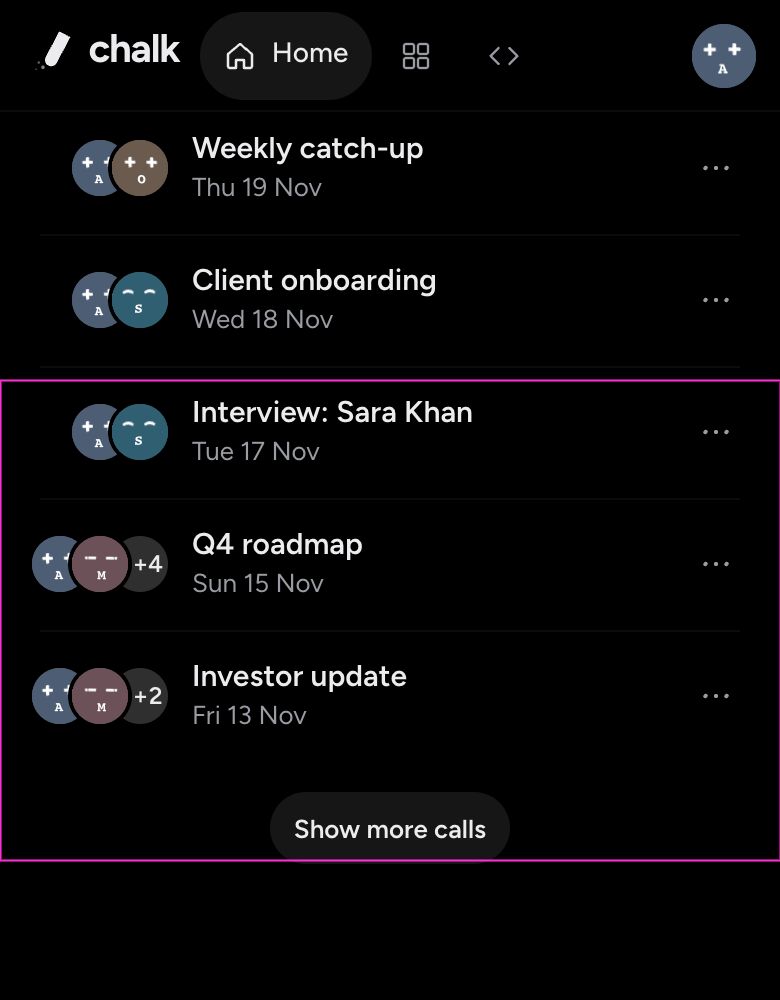 chalk
Home
A
A
O
Weekly catch-up
Thu 19 Nov
A
S
Client onboarding
Wed 18 Nov
A
S
Interview: Sara Khan
Tue 17 Nov
A
M
+4
Q4 roadmap
Sun 15 Nov
A
M
+2
Investor update
Fri 13 Nov
Show more calls